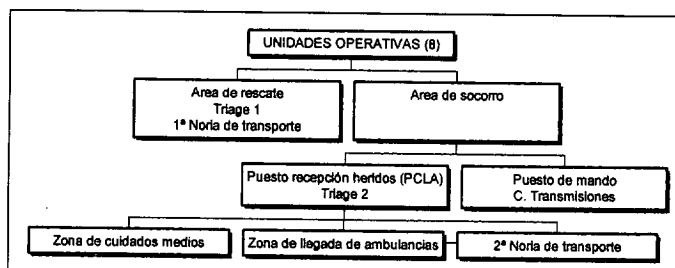 UNIDADES OPERATIVAS (8)
Area de rescate
Triage 1
1ª Noria de transporte
Area de socorro
Puesto recepción heridos (PCLA)
Triage 2
Puesto de mando
C. Transmisiones
Zona de cuidados medios
Zona de llegada de ambulancias
2ª Noria de transporte